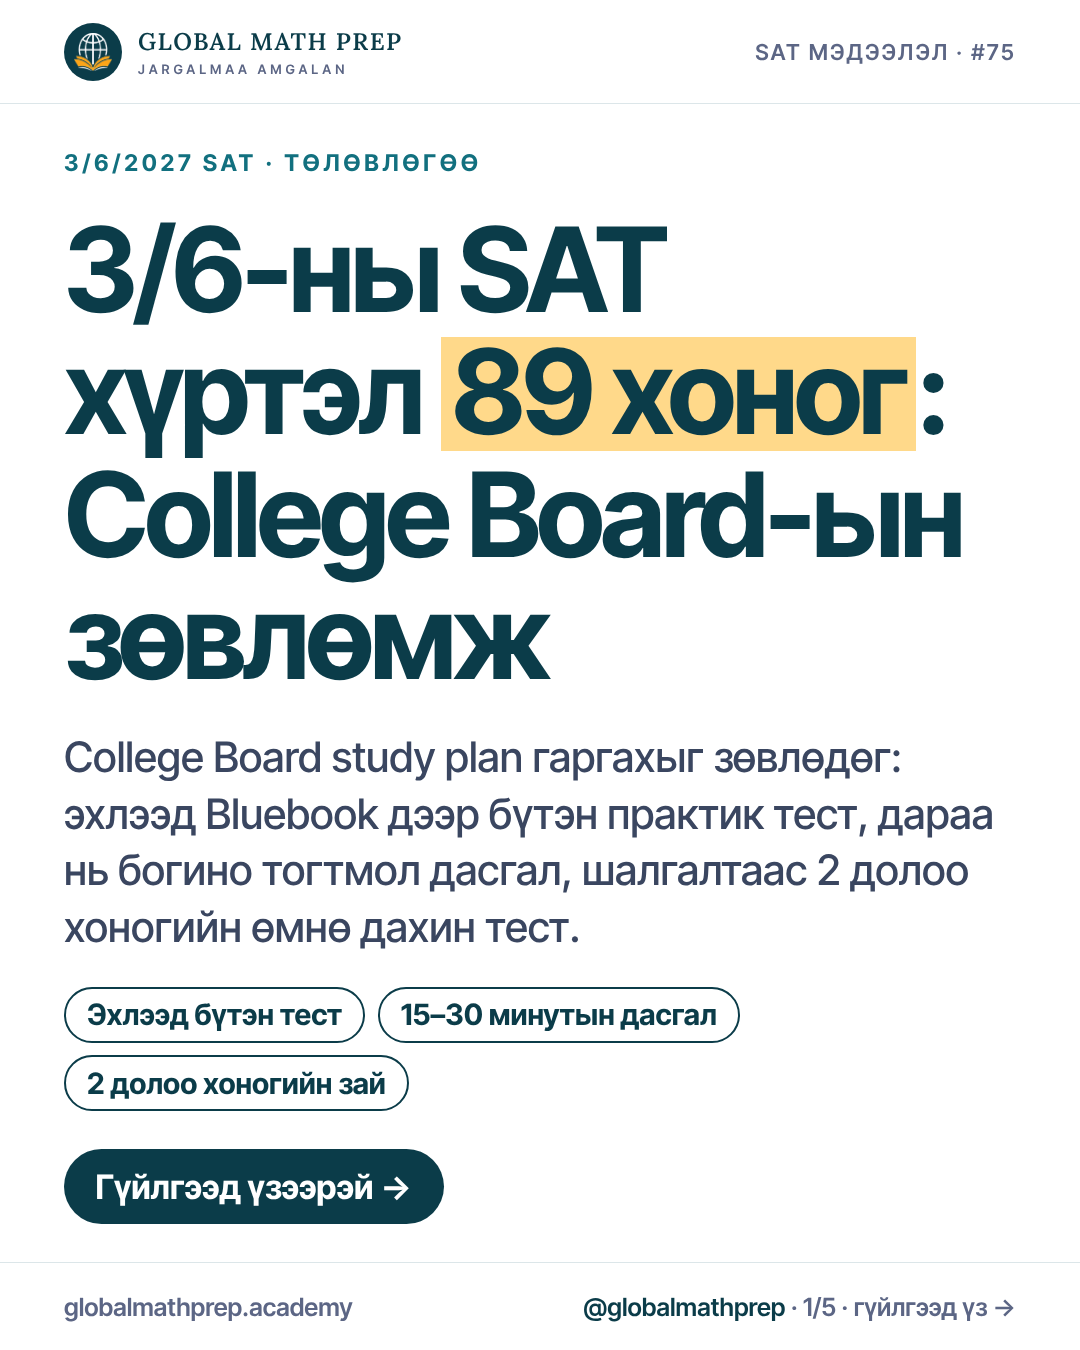 GLOBAL MATH PREP
JARGALMAA AMGALAN
SAT МЭДЭЭЛЭЛ · #75
3/6/2027 SAT · ТӨЛӨВЛӨГӨӨ
3/6-ны SAT
хүртэл 89 хоног:
College Board-ын
зөвлөмж
College Board study plan гаргахыг зөвлөдөг:
эхлээд Bluebook дээр бүтэн практик тест, дараа
нь богино тогтмол дасгал, шалгалтаас 2 долоо
хоногийн өмнө дахин тест.
Эхлээд бүтэн тест
15–30 минутын дасгал
2 долоо хоногийн зай
Гүйлгээд үзээрэй →
globalmathprep.academy
@globalmathprep · 1/5 · гүйлгээд үз →